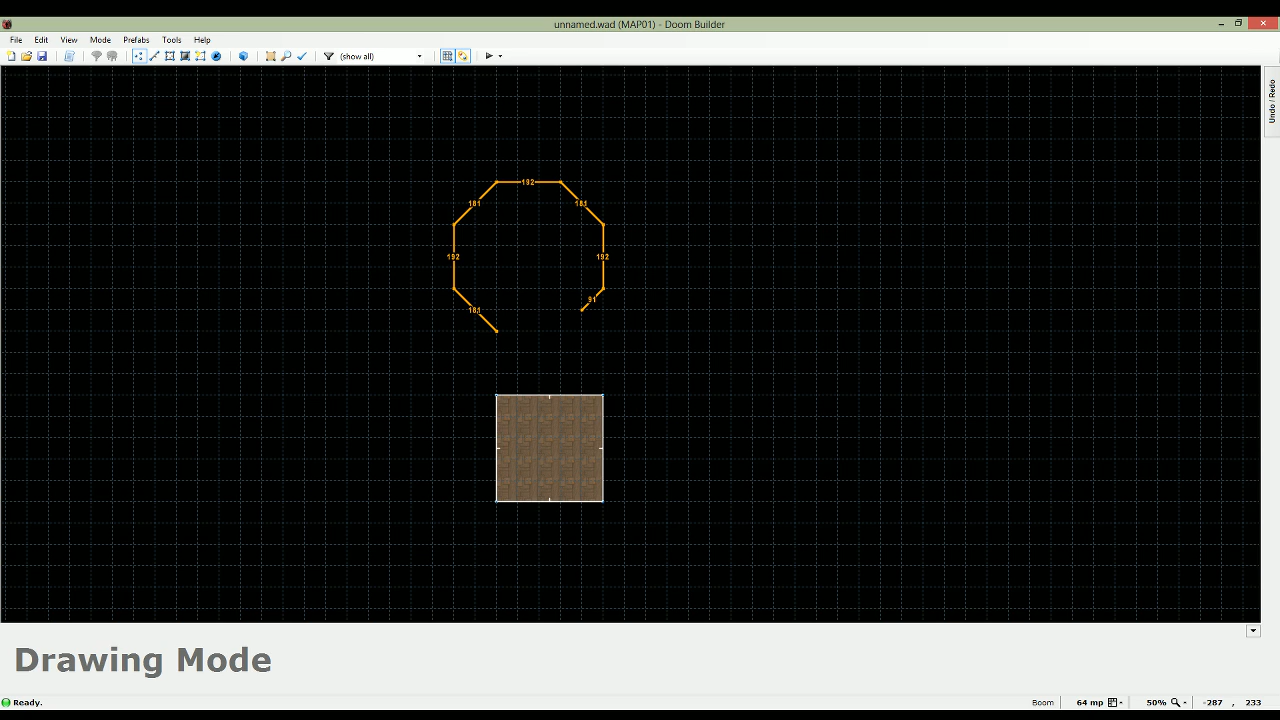 unnamed.wad (MAP01) - Doom Builder
File Edit View Mode Prefabs Tools Help
(show all)
Undo / Redo
192
181 181
192 192
181 91
Drawing Mode
Ready. Boom 64 mp 50% -287 , 233